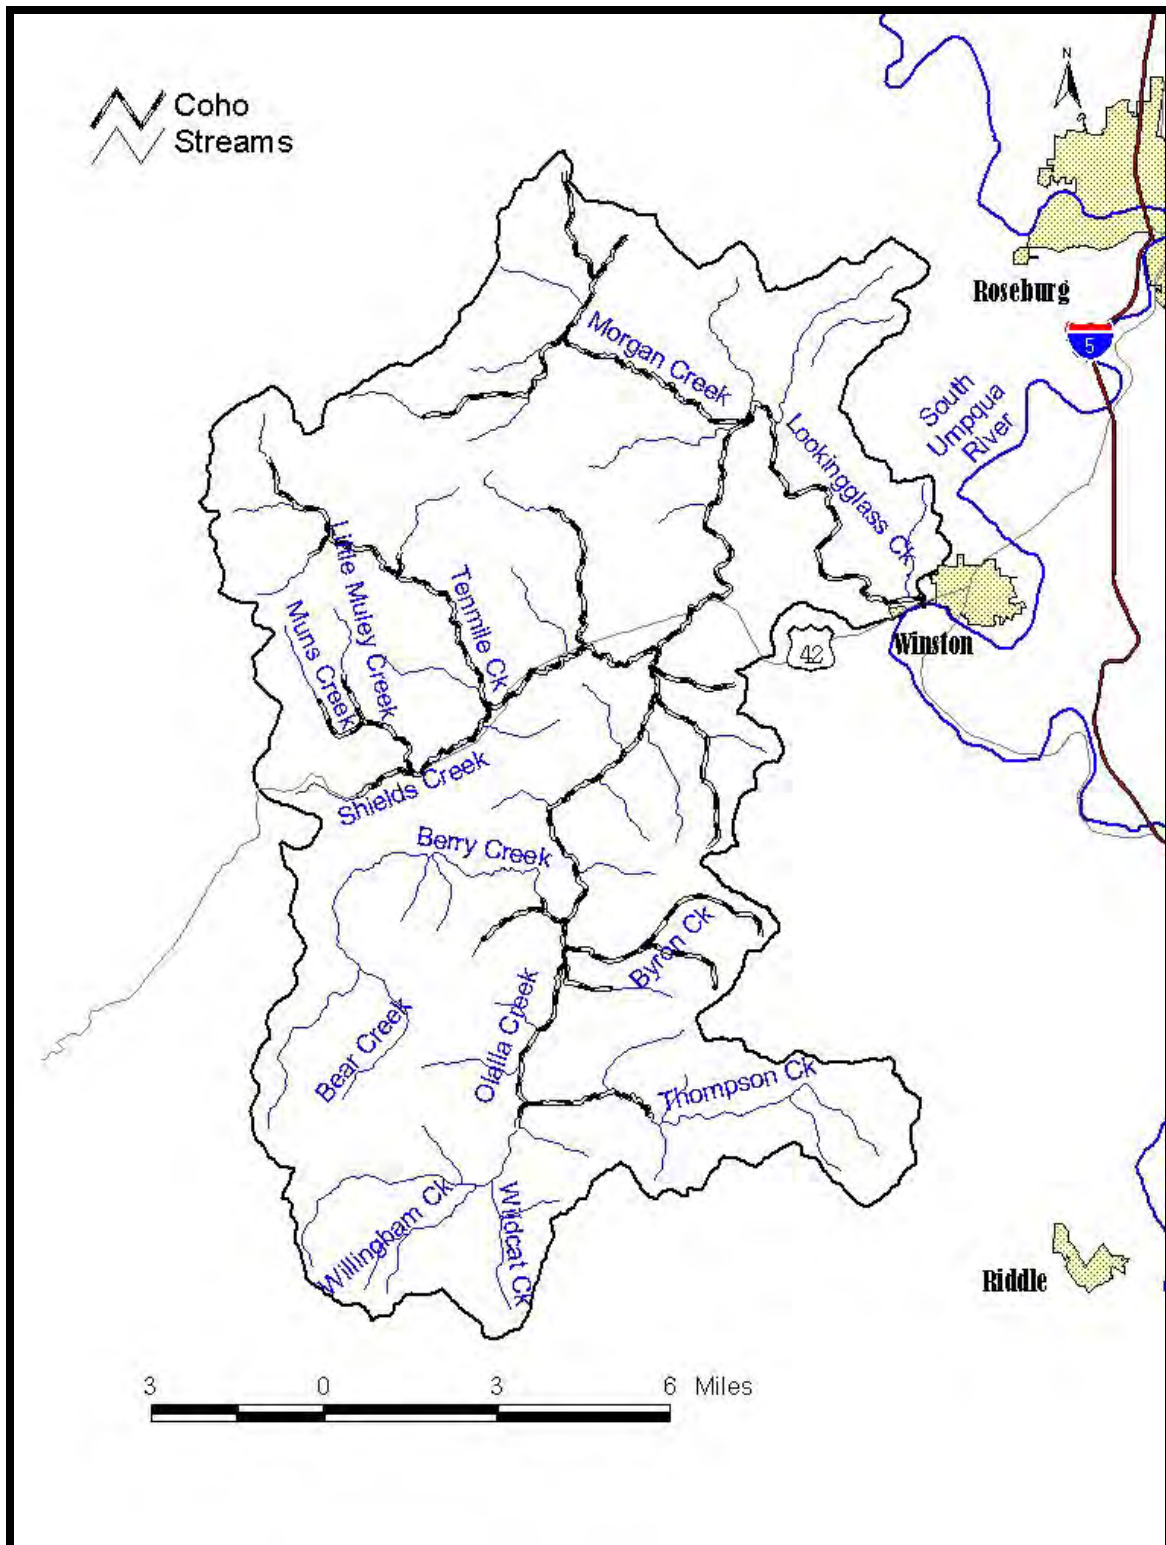 N
Coho
Streams
Roseburg
5
Morgan Creek
South
Umpqua
River
Lookingglass Ck
Little Muley Creek
Tenmile Ck
Muns Creek
42
Winston
Shields Creek
Berry Creek
Byron Ck
Olalla Creek
Bear Creek
Thompson Ck
Willingham Ck
Wildcat Ck
Riddle
3 0 3 6 Miles